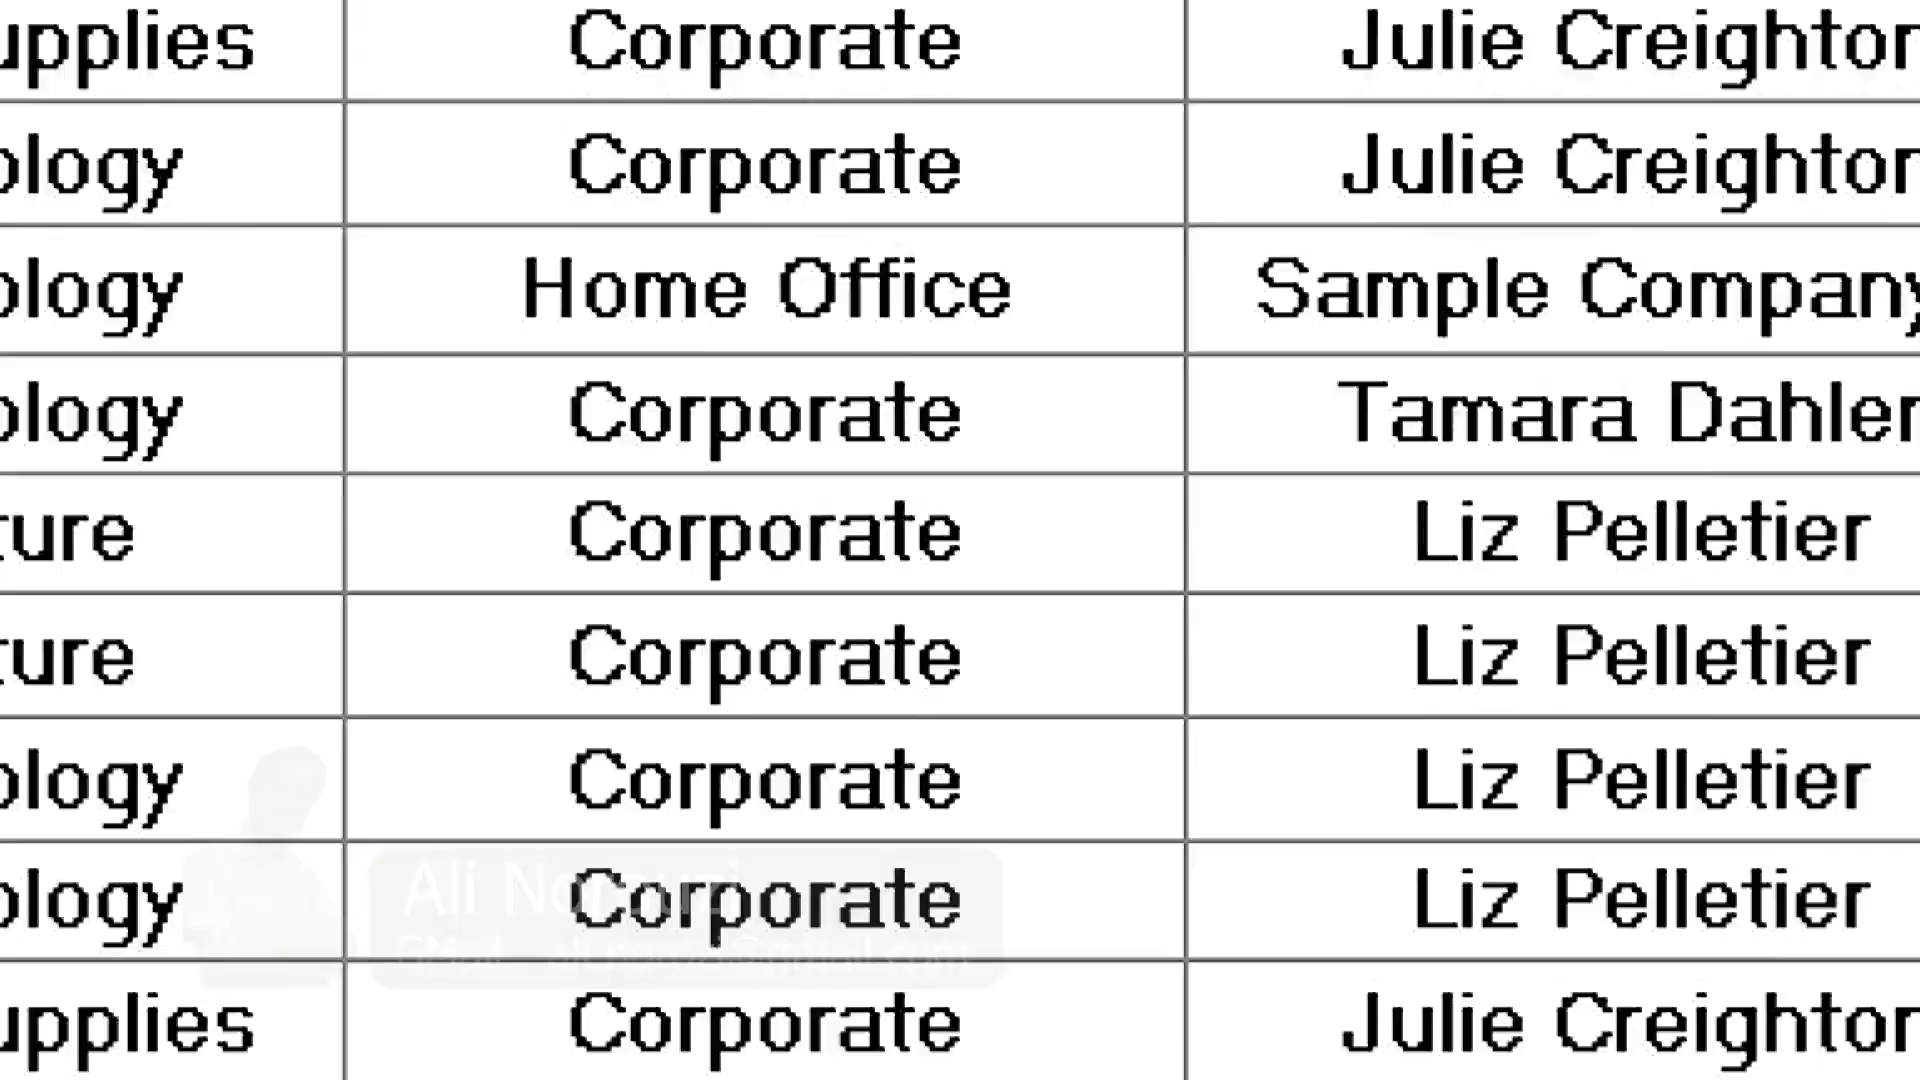 upplies Corporate Julie Creighton
ology Corporate Julie Creighton
ology Home Office Sample Company
ology Corporate Tamara Dahlen
ture Corporate Liz Pelletier
ture Corporate Liz Pelletier
ology Corporate Liz Pelletier
ology Corporate Liz Pelletier
Ali
upplies Corporate Julie Creighton